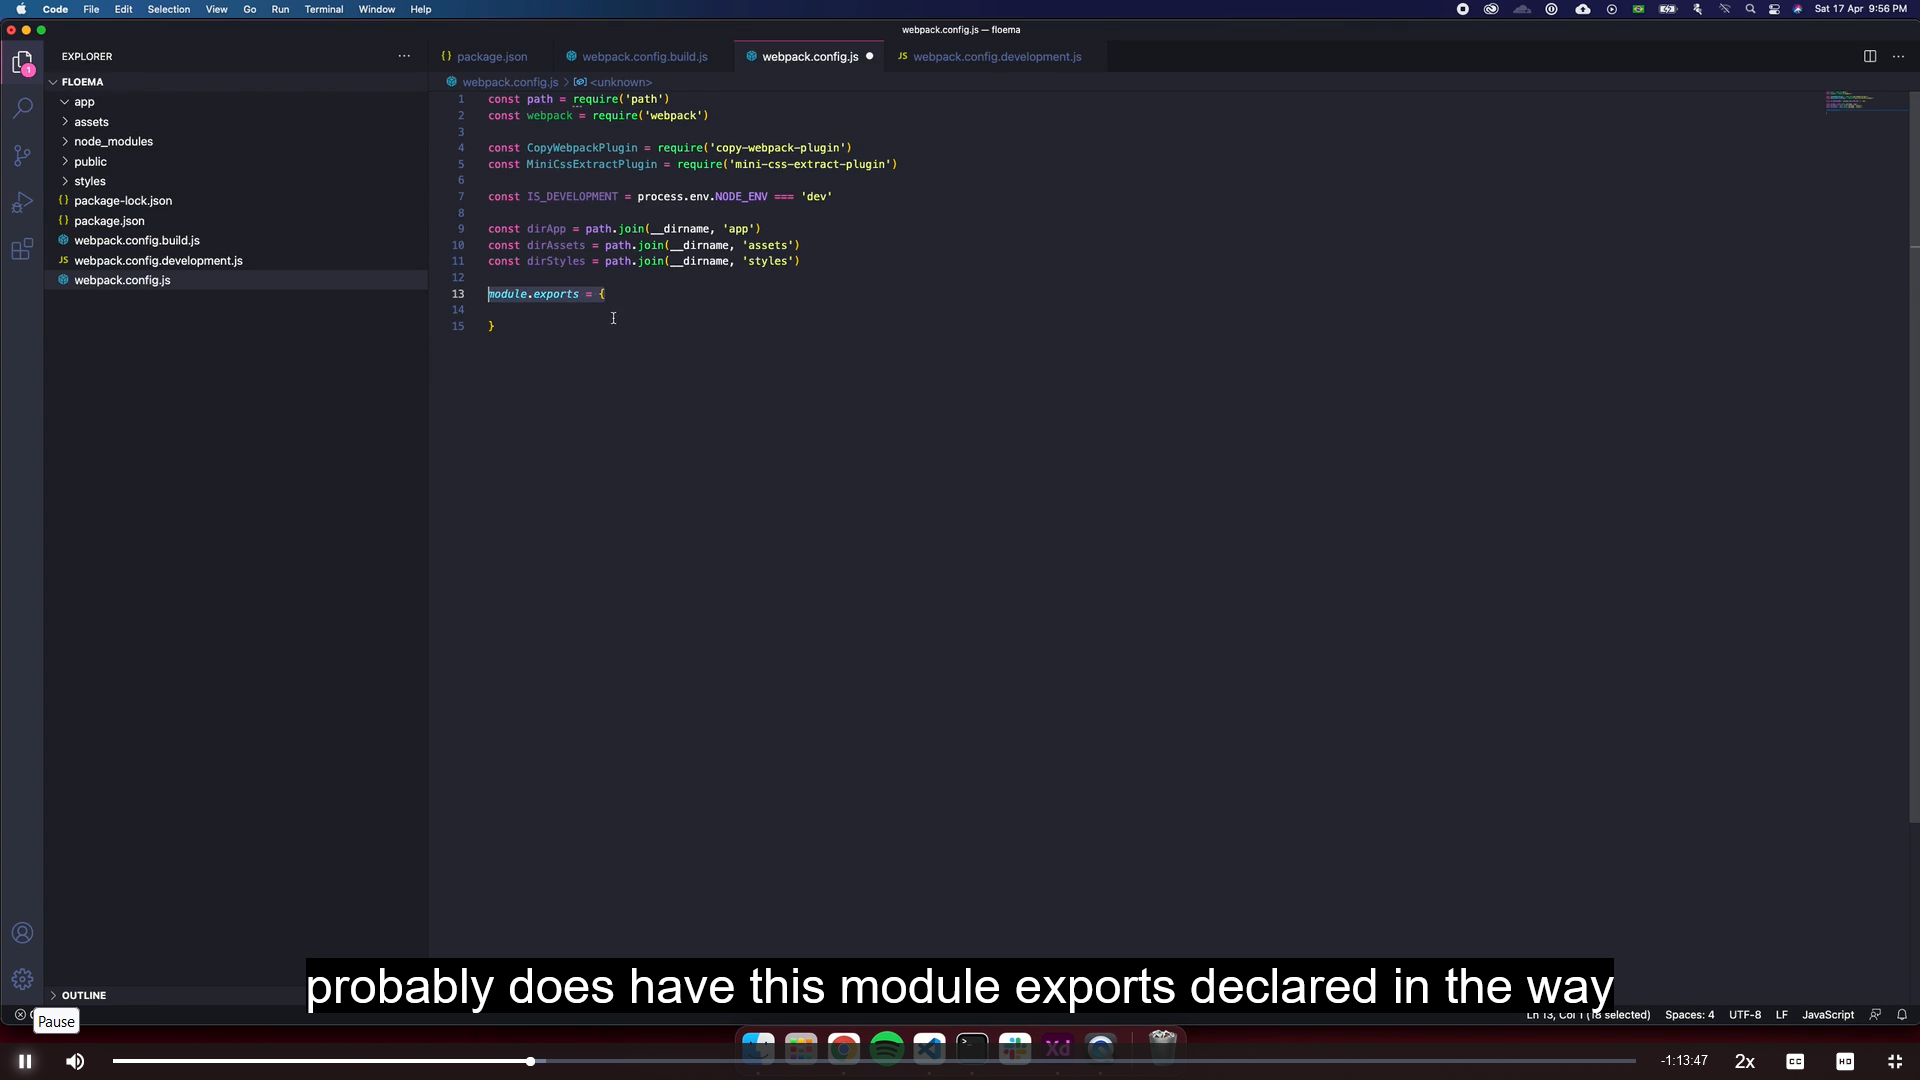 Code File Edit Selection View Go Run Terminal Window Help
Sat 17 Apr 9:56 PM
webpack.config.js — floema
EXPLORER
package.json
webpack.config.build.js
webpack.config.js
JS webpack.config.development.js
webpack.config.js > <unknown>
1
FLOEMA
app
assets
node_modules
public
styles
{} package-lock.json
{} package.json
webpack.config.build.js
JS webpack.config.development.js
webpack.config.js
1 const path = require('path')
2 const webpack = require('webpack')
3
4 const CopyWebpackPlugin = require('copy-webpack-plugin')
5 const MiniCssExtractPlugin = require('mini-css-extract-plugin')
6
7 const IS_DEVELOPMENT = process.env.NODE_ENV === 'dev'
8
9 const dirApp = path.join(__dirname, 'app')
10 const dirAssets = path.join(__dirname, 'assets')
11 const dirStyles = path.join(__dirname, 'styles')
12
13 module.exports = {
14
15 }
OUTLINE
probably does have this module exports declared in the way
Pause
Ln 13, Col 1 (18 selected) Spaces: 4 UTF-8 LF JavaScript
Xd
-1:13:47 2x CC HD